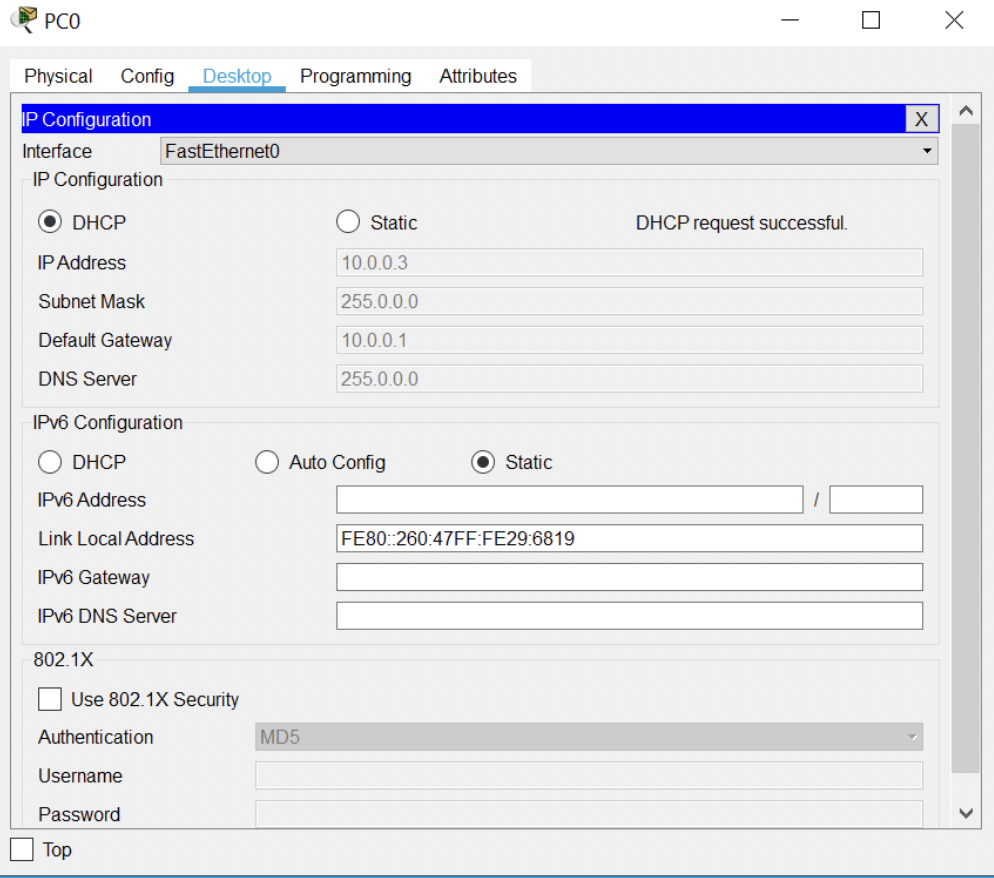 PC0
Physical Config Desktop Programming Attributes
IP Configuration X
Interface FastEthernet0
IP Configuration
DHCP Static DHCP request successful.
IP Address 10.0.0.3
Subnet Mask 255.0.0.0
Default Gateway 10.0.0.1
DNS Server 255.0.0.0
IPv6 Configuration
DHCP Auto Config Static
IPv6 Address /
Link Local Address FE80::260:47FF:FE29:6819
IPv6 Gateway
IPv6 DNS Server
802.1X
Use 802.1X Security
Authentication MD5
Username
Password
Top